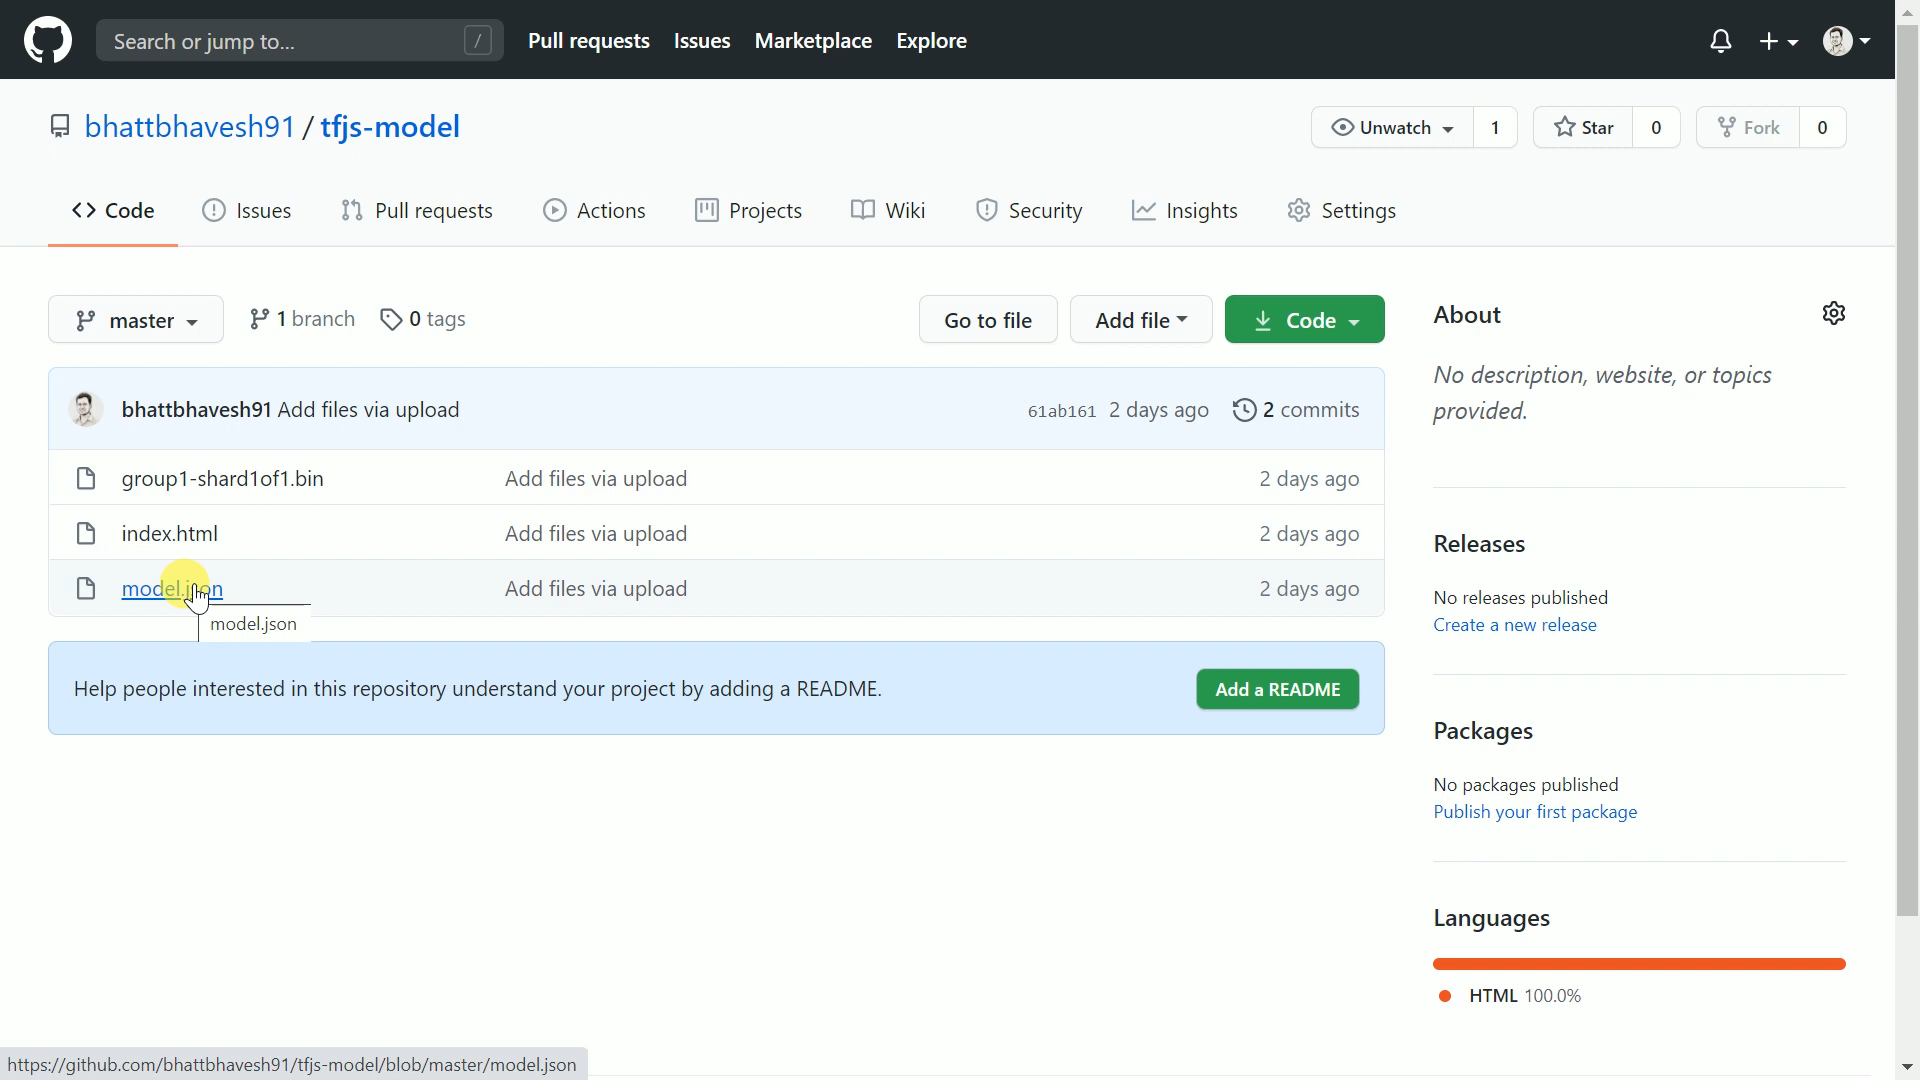 Search or jump to... /
Pull requests Issues Marketplace Explore
bhattbhavesh91 / tfjs-model
Unwatch 1 Star 0 Fork 0
Code Issues Pull requests Actions Projects Wiki Security Insights Settings
master 1 branch 0 tags
Go to file Add file Code
bhattbhavesh91 Add files via upload 61ab161 2 days ago 2 commits
group1-shard1of1.bin Add files via upload 2 days ago
index.html Add files via upload 2 days ago
model.json Add files via upload 2 days ago
model.json
Help people interested in this repository understand your project by adding a README. Add a README
About
No description, website, or topics
provided.
Releases
No releases published
Create a new release
Packages
No packages published
Publish your first package
Languages
HTML 100.0%
https://github.com/bhattbhavesh91/tfjs-model/blob/master/model.json